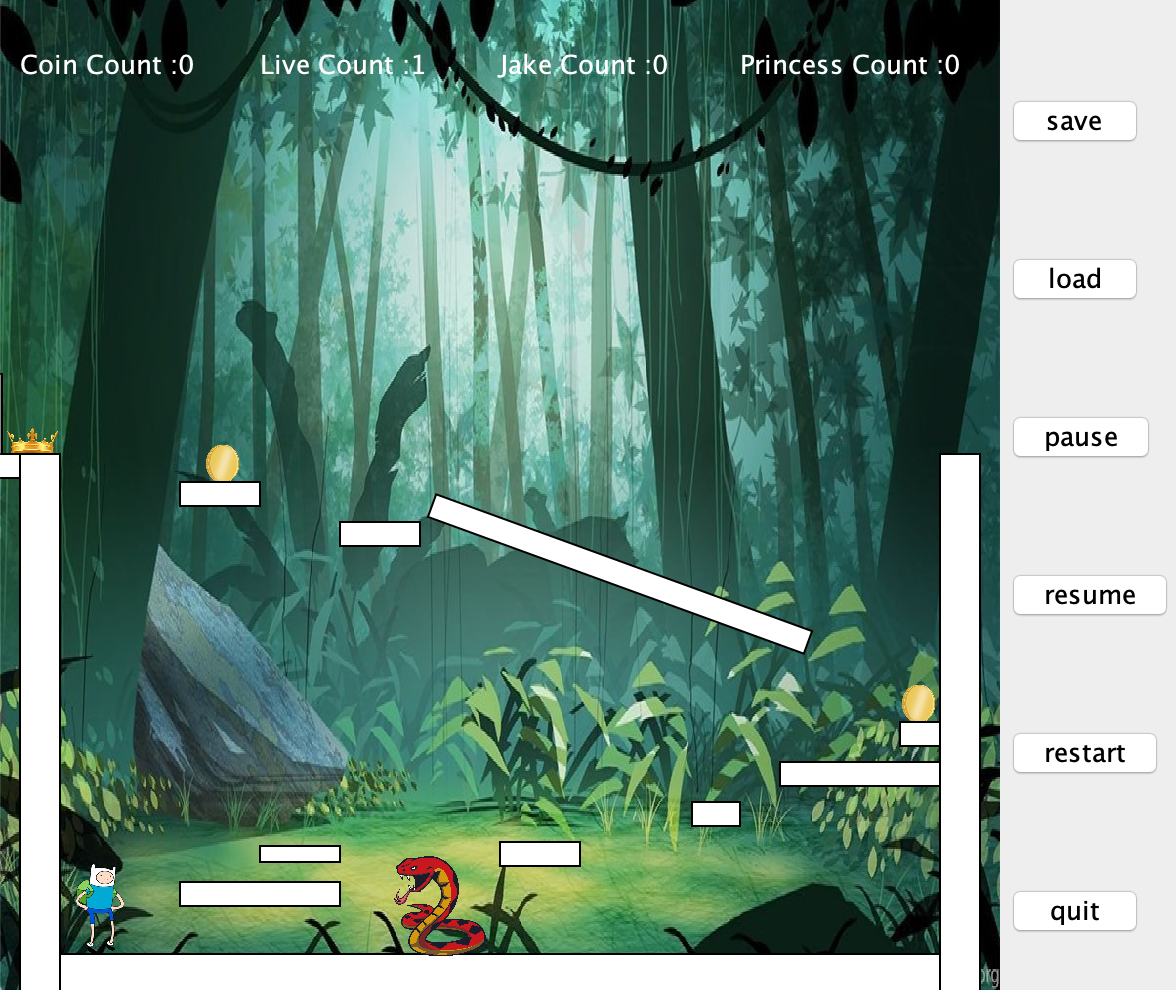 Coin Count :0
Live Count :1
Jake Count :0
Princess Count :0
save
load
pause
resume
restart
quit